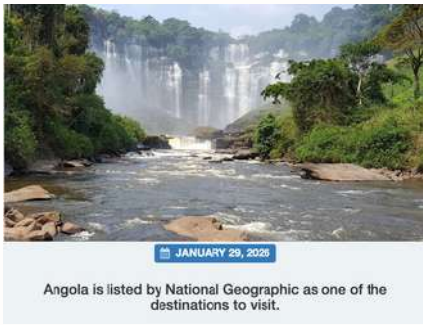 JANUARY 29, 2026
Angola is listed by National Geographic as one of the
destinations to visit.